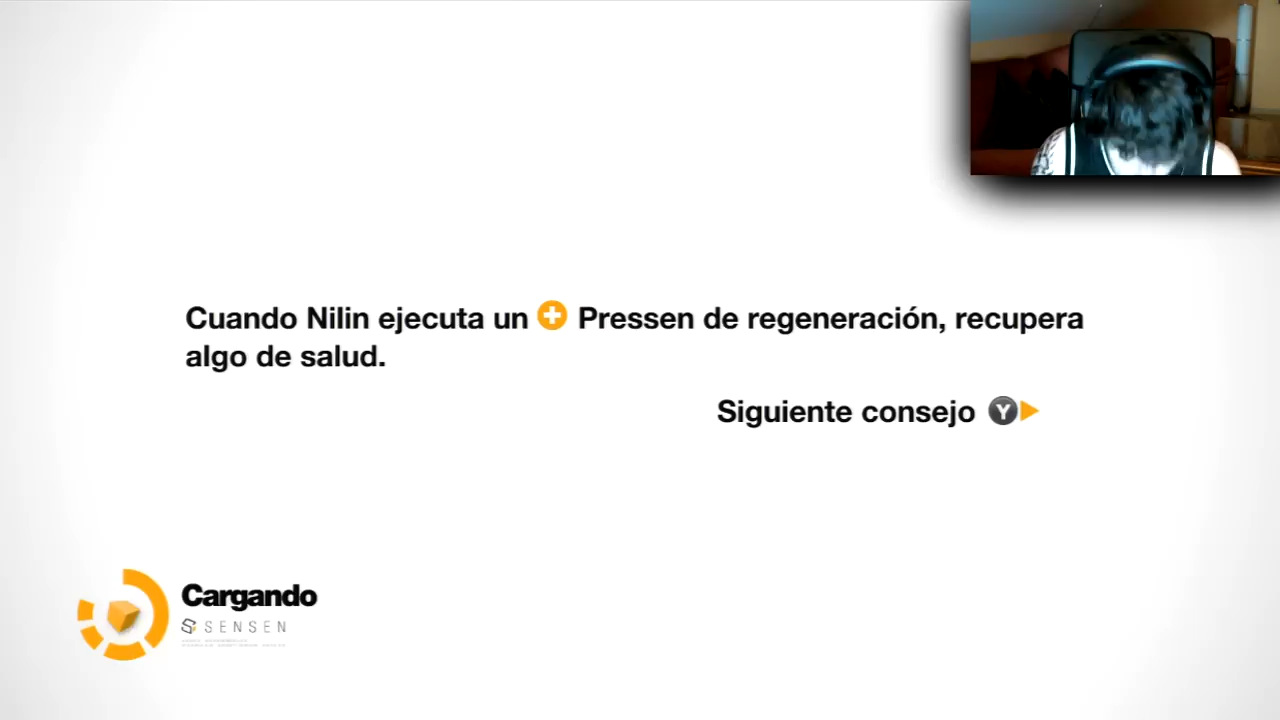 Cuando Nilin ejecuta un Pressen de regeneración, recupera
algo de salud.
Siguiente consejo Y
Cargando
SENSEN